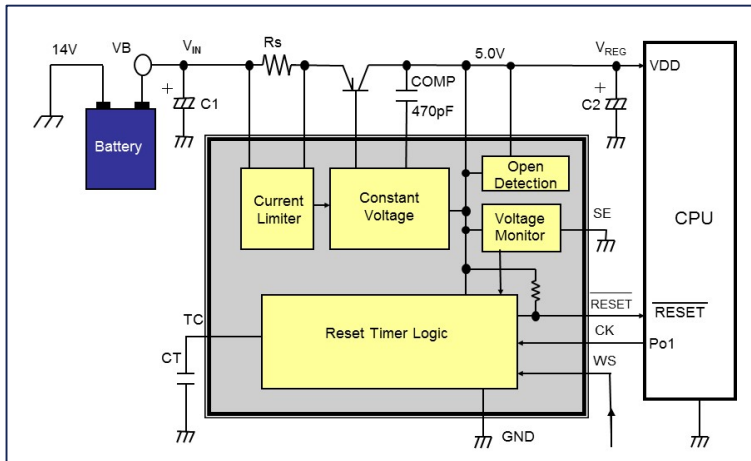 14V
VB
VIN
Rs
5.0V
VREG
VDD
+
C1
COMP
470pF
+
C2
Battery
Open
Detection
Current
Limiter
Constant
Voltage
Voltage
Monitor
SE
CPU
RESET
RESET
TC
Reset Timer Logic
CK
Po1
CT
WS
GND